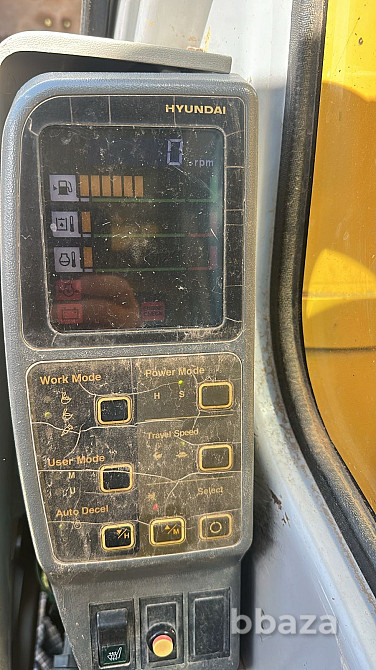 HYUNDAI
0 rpm
Work Mode
Power Mode
H S
Travel Speed
User Mode
M
U
Select
Auto Decel
bbaza